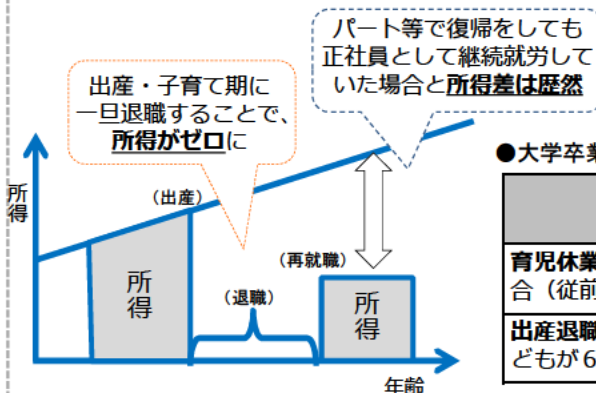 パート等で復帰をしても
正社員として継続就労して
いた場合と所得差は歴然
出産・子育て期に
一旦退職することで、
所得がゼロに
所得
(出産)
所得
(退職)
(再就職)
所得
年齢
●大学卒業
育児休業
合（従前
出産退職
どもが６